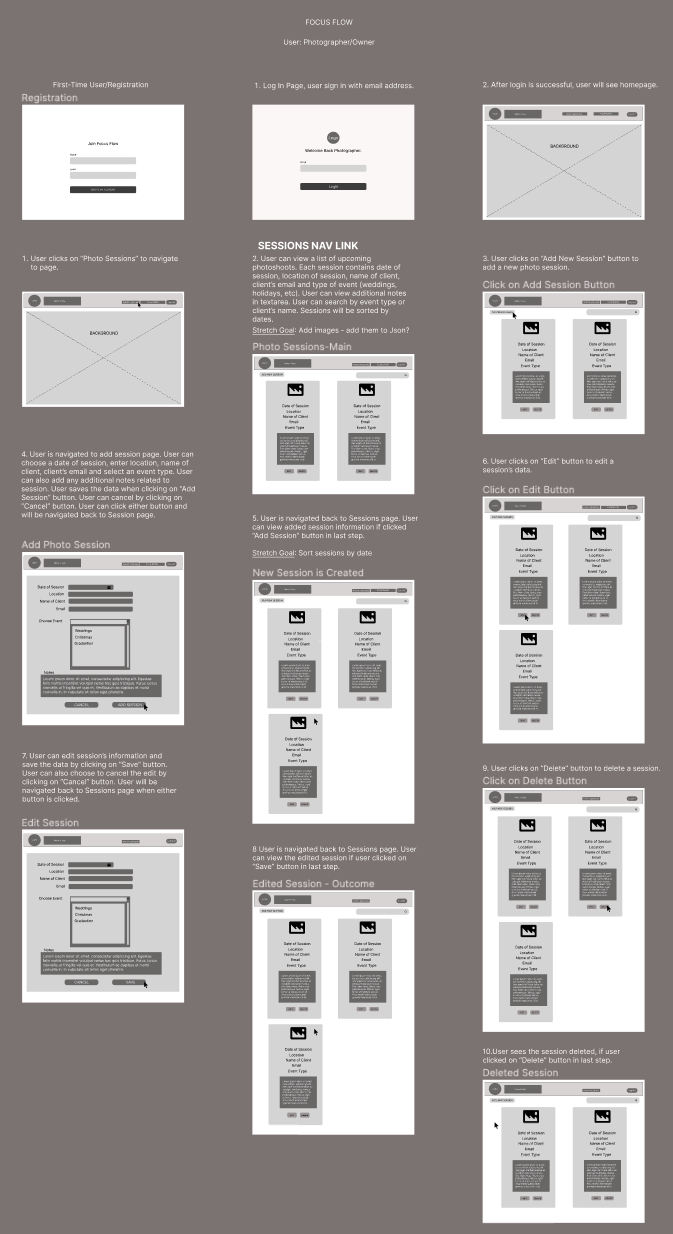 FOCUS FLOW
User: Photographer/Owner
First-Time User/Registration
Registration
Join Focus Flow
1. Log In Page, user sign in with email address.
Welcome Back Photographer
Login
2. After login is successful, user will see homepage.
BACKGROUND
1. User clicks on “Photo Sessions” to navigate
to page.
BACKGROUND
SESSIONS NAV LINK
2. User can view a list of upcoming
photoshoots. Each session contains date of
session, location of session, name of client,
client’s email and type of event (weddings,
holidays, etc). User can view additional notes
in textarea. User can search by event type or
client’s name. Sessions will be sorted by
dates.
Stretch Goal: Add images - add them to Json?
Photo Sessions-Main
Date of Session
Location
Name of Client
Email
Event Type
Date of Session
Location
Name of Client
Email
Event Type
3. User clicks on “Add New Session” button to
add a new photo session.
Click on Add Session Button
Date of Session
Location
Name of Client
Email
Event Type
Date of Session
Location
Name of Client
Email
Event Type
4. User is navigated to add session page. User can
choose a date of session, enter location, name of
client, client’s email and select an event type. User
can also add any additional notes related to
session. User saves the data when clicking on “Add
Session” button. User can cancel by clicking on
“Cancel” button. User can click either button and
will be navigated back to Session page.
Add Photo Session
Date of Session
Location
Name of Client
Email
Choose Event
Weddings
Christmas
Graduation
Notes
CANCEL
ADD SESSION
5. User is navigated back to Sessions page. User
can view added session information if clicked
“Add Session” button in last step.
Stretch Goal: Sort sessions by date
New Session is Created
Date of Session
Location
Name of Client
Email
Event Type
Date of Session
Location
Name of Client
Email
Event Type
Date of Session
Location
Name of Client
Email
Event Type
6. User clicks on “Edit” button to edit a
session’s data.
Click on Edit Button
Date of Session
Location
Name of Client
Email
Event Type
Date of Session
Location
Name of Client
Email
Event Type
Date of Session
Location
Name of Client
Email
Event Type
7. User can edit session’s information and
save the data by clicking on “Save” button.
User can also choose to cancel the edit by
clicking on “Cancel” button. User will be
navigated back to Sessions page when either
button is clicked.
Edit Session
Date of Session
Location
Name of Client
Email
Choose Event
Weddings
Christmas
Graduation
Notes
CANCEL
SAVE
8 User is navigated back to Sessions page. User
can view the edited session if user clicked on
“Save” button in last step.
Edited Session - Outcome
Date of Session
Location
Name of Client
Email
Event Type
Date of Session
Location
Name of Client
Email
Event Type
Date of Session
Location
Name of Client
Email
Event Type
9. User clicks on “Delete” button to delete a session.
Click on Delete Button
Date of Session
Location
Name of Client
Email
Event Type
Date of Session
Location
Name of Client
Email
Event Type
Date of Session
Location
Name of Client
Email
Event Type
10.User sees the session deleted, if user
clicked on “Delete” button in last step.
Deleted Session
Date of Session
Location
Name of Client
Email
Event Type
Date of Session
Location
Name of Client
Email
Event Type